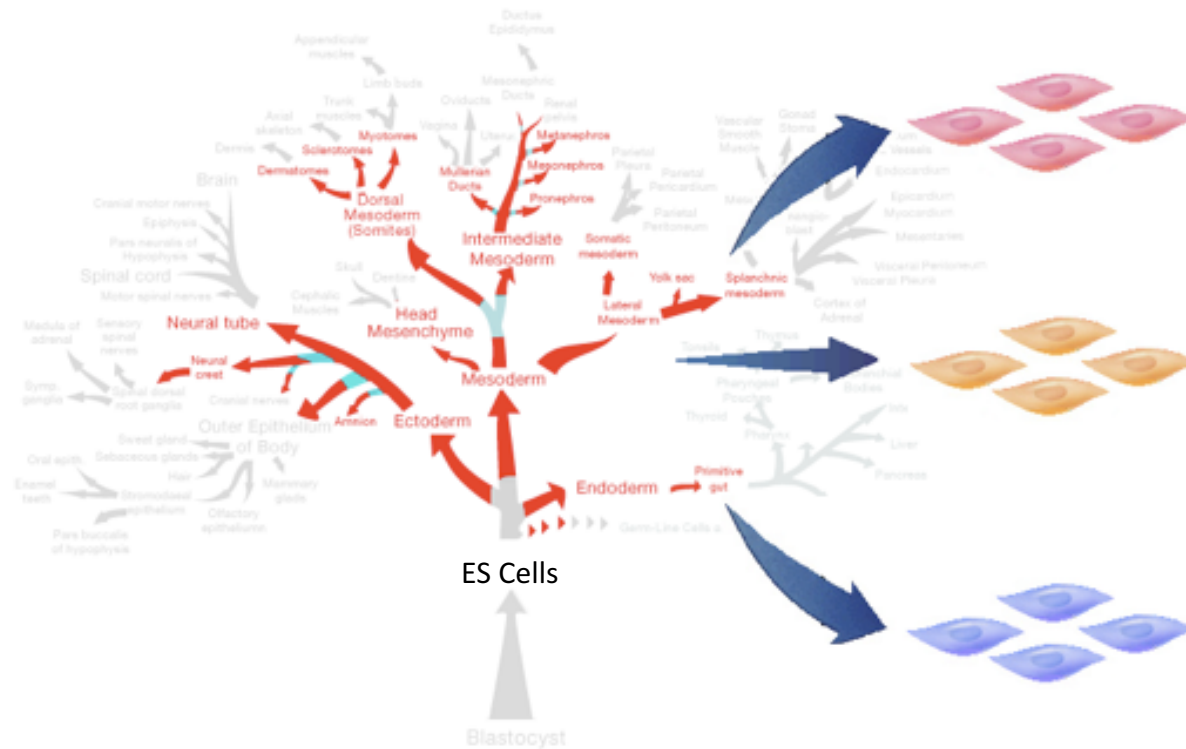 Ductus
Epididymus
Appendicular
muscles
Limb buds
Mesonephric
Ducts
Trunk
muscles
Oviducts
Renal
pelvis
Axial
skeleton
Myotomes
Vagina
Uterus
Metanephros
Vascular
Smooth
Muscle
Gonad
Stoma
Vessels
Dermis
Sclerotomes
Mesonephros
Parietal
Pleura
Endocardium
Brain
Dermatomes
Mullerian
Ducts
Parietal
Pericardium
Epicardium
Cranial motor nerves
Dorsal
Mesoderm
(Somites)
Pronephros
Parietal
Peritoneum
Myocardium
Epiphysis
Mesentaries
Pars neuralis of
Hypophysis
Intermediate
Mesoderm
Somatic
mesoderm
Visceral Peritoneum
Visceral Pleura
Spinal cord
Skull
Dentine
Yolk sac
Splanchnic
mesoderm
Motor spinal nerves
Cephalic
Muscles
Head
Mesenchyme
Lateral
Mesoderm
Cortex of
Adrenal
Neural tube
Medula of
adrenal
Sensory
spinal
nerves
Thymus
Tonsils
Neural
crest
Mesoderm
Pharyngeal
Pouches
Bodies
Symp.
ganglia
Spinal dorsal
root ganglia
Cranial nerves
Amnion
Ectoderm
Thyroid
Pharynx
Outer Epithelium
of Body
Liver
Sweet gland
Sebaceous glands
Oral epith.
Hair
Endoderm
Primitive
gut
Pancreas
Enamel
teeth
Stromodaeal
epithelium
Mammary
glads
Olfactory
epithelium
Germ-Line Cells
Pars buccalis
of hypophysis
ES Cells
Blastocyst